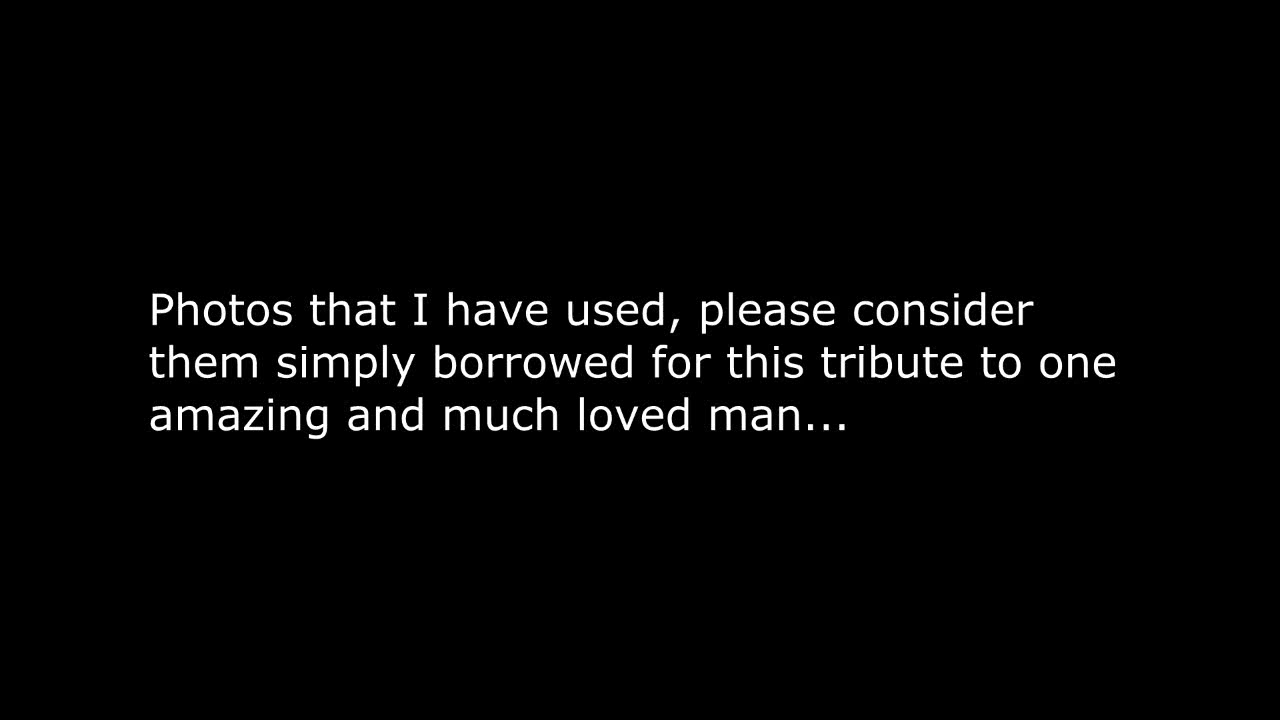 Photos that I have used, please consider
them simply borrowed for this tribute to one
amazing and much loved man...